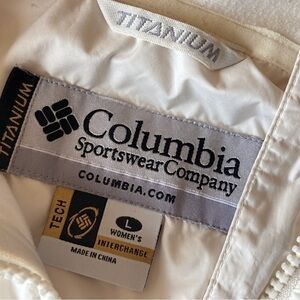 TITANIUM
TITANIUM
Columbia
Sportswear Company
COLUMBIA.COM
TECH
L
WOMEN'S
INTERCHANGE
MADE IN CHINA